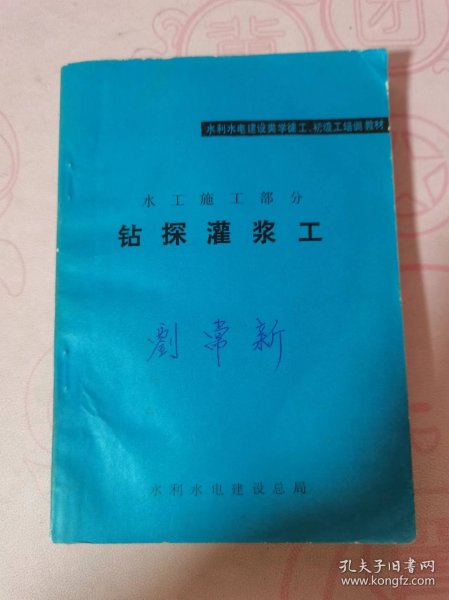 水利水电建设类学徒工、初级工培训教材
水工施工部分
钻探灌浆工
劉常新
水利水电建设总局
孔夫子旧书网
www.kongfz.com